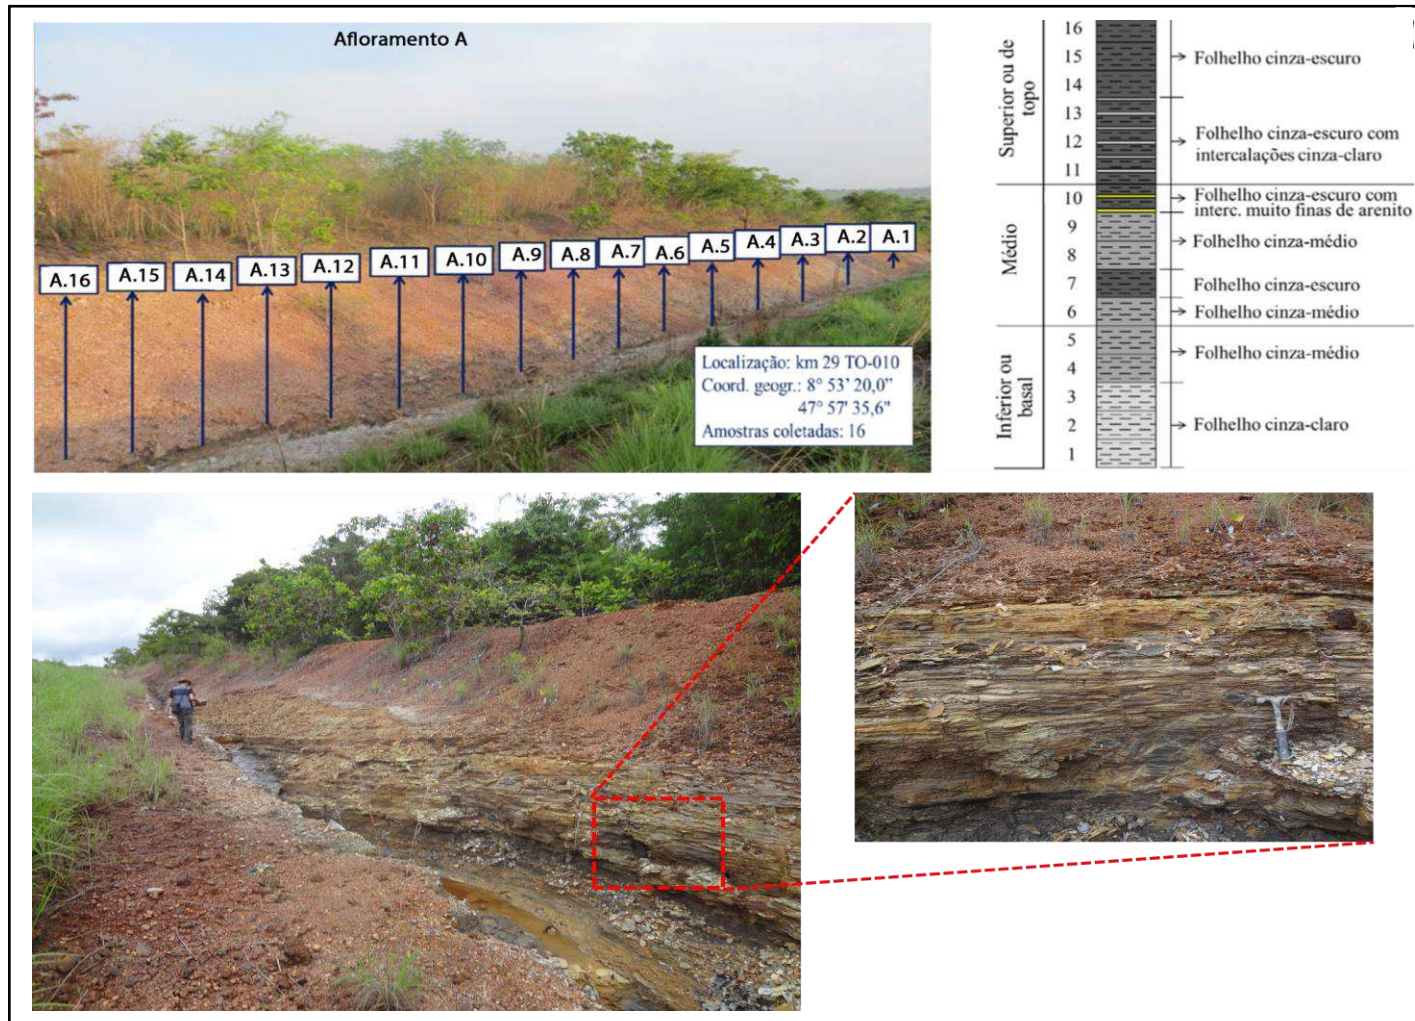 Afloramento A
A.16
A.15
A.14
A.13
A.12
A.11
A.10
A.9
A.8
A.7
A.6
A.5
A.4
A.3
A.2
A.1
Localização: km 29 TO-010
Coord. geogr.: 8° 53' 20,0"
47° 57' 35,6"
Amostras coletadas: 16
Superior ou de
topo
Médio
Inferior ou
basal
16
15
14
13
12
11
10
9
8
7
6
5
4
3
2
1
Folhelho cinza-escuro
Folhelho cinza-escuro com
intercalações cinza-claro
Folhelho cinza-escuro com
interc. muito finas de arenito
Folhelho cinza-médio
Folhelho cinza-escuro
Folhelho cinza-médio
Folhelho cinza-médio
Folhelho cinza-claro